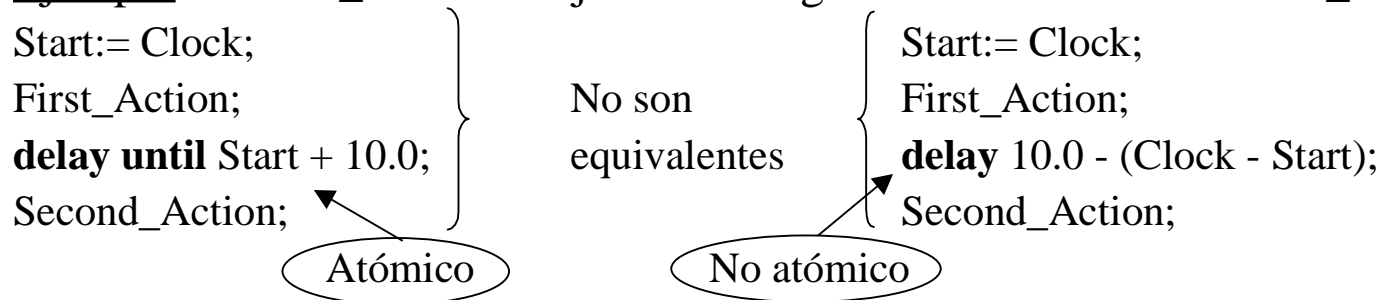 Start:= Clock;
First_Action;
delay until Start + 10.0;
Second_Action;
Atómico
No son
equivalentes
Start:= Clock;
First_Action;
delay 10.0 - (Clock - Start);
Second_Action;
No atómico